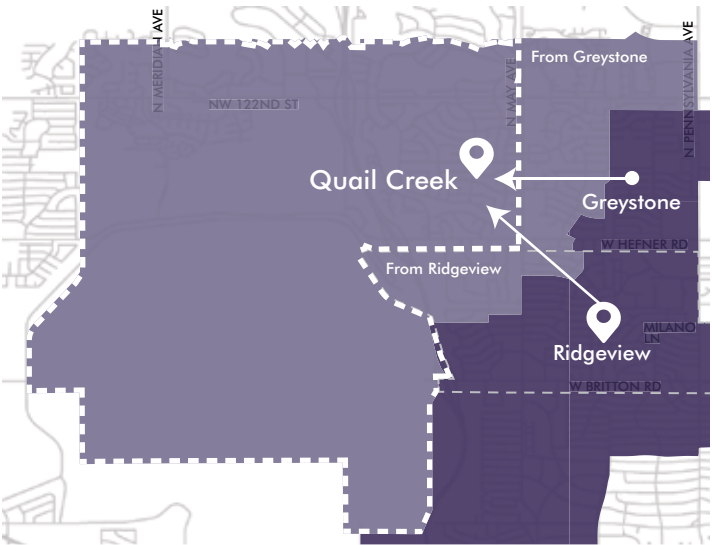 N MERIDIAN AVE
N PENNSYLVANIA AVE
From Greystone
N MAY AVE
NW 122ND ST
Quail Creek
Greystone
W HEFNER RD
From Ridgeview
MILANO
LN
Ridgeview
W BRITTON RD